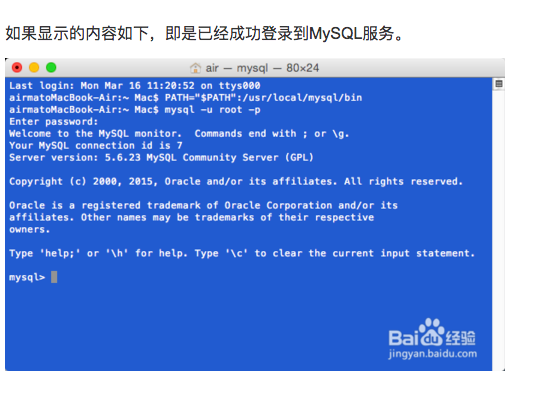 如果显示的内容如下，即是已经成功登录到MySQL服务。
air — mysql — 80×24
Last login: Mon Mar 16 11:20:52 on ttys000
airmatoMacBook-Air:~ Mac$ PATH="$PATH":/usr/local/mysql/bin
airmatoMacBook-Air:~ Mac$ mysql -u root -p
Enter password:
Welcome to the MySQL monitor.  Commands end with ; or \g.
Your MySQL connection id is 7
Server version: 5.6.23 MySQL Community Server (GPL)
Copyright (c) 2000, 2015, Oracle and/or its affiliates. All rights reserved.
Oracle is a registered trademark of Oracle Corporation and/or its
affiliates. Other names may be trademarks of their respective
owners.
Type 'help;' or '\h' for help. Type '\c' to clear the current input statement.
mysql>
Bai du 经验
jingyan.baidu.com